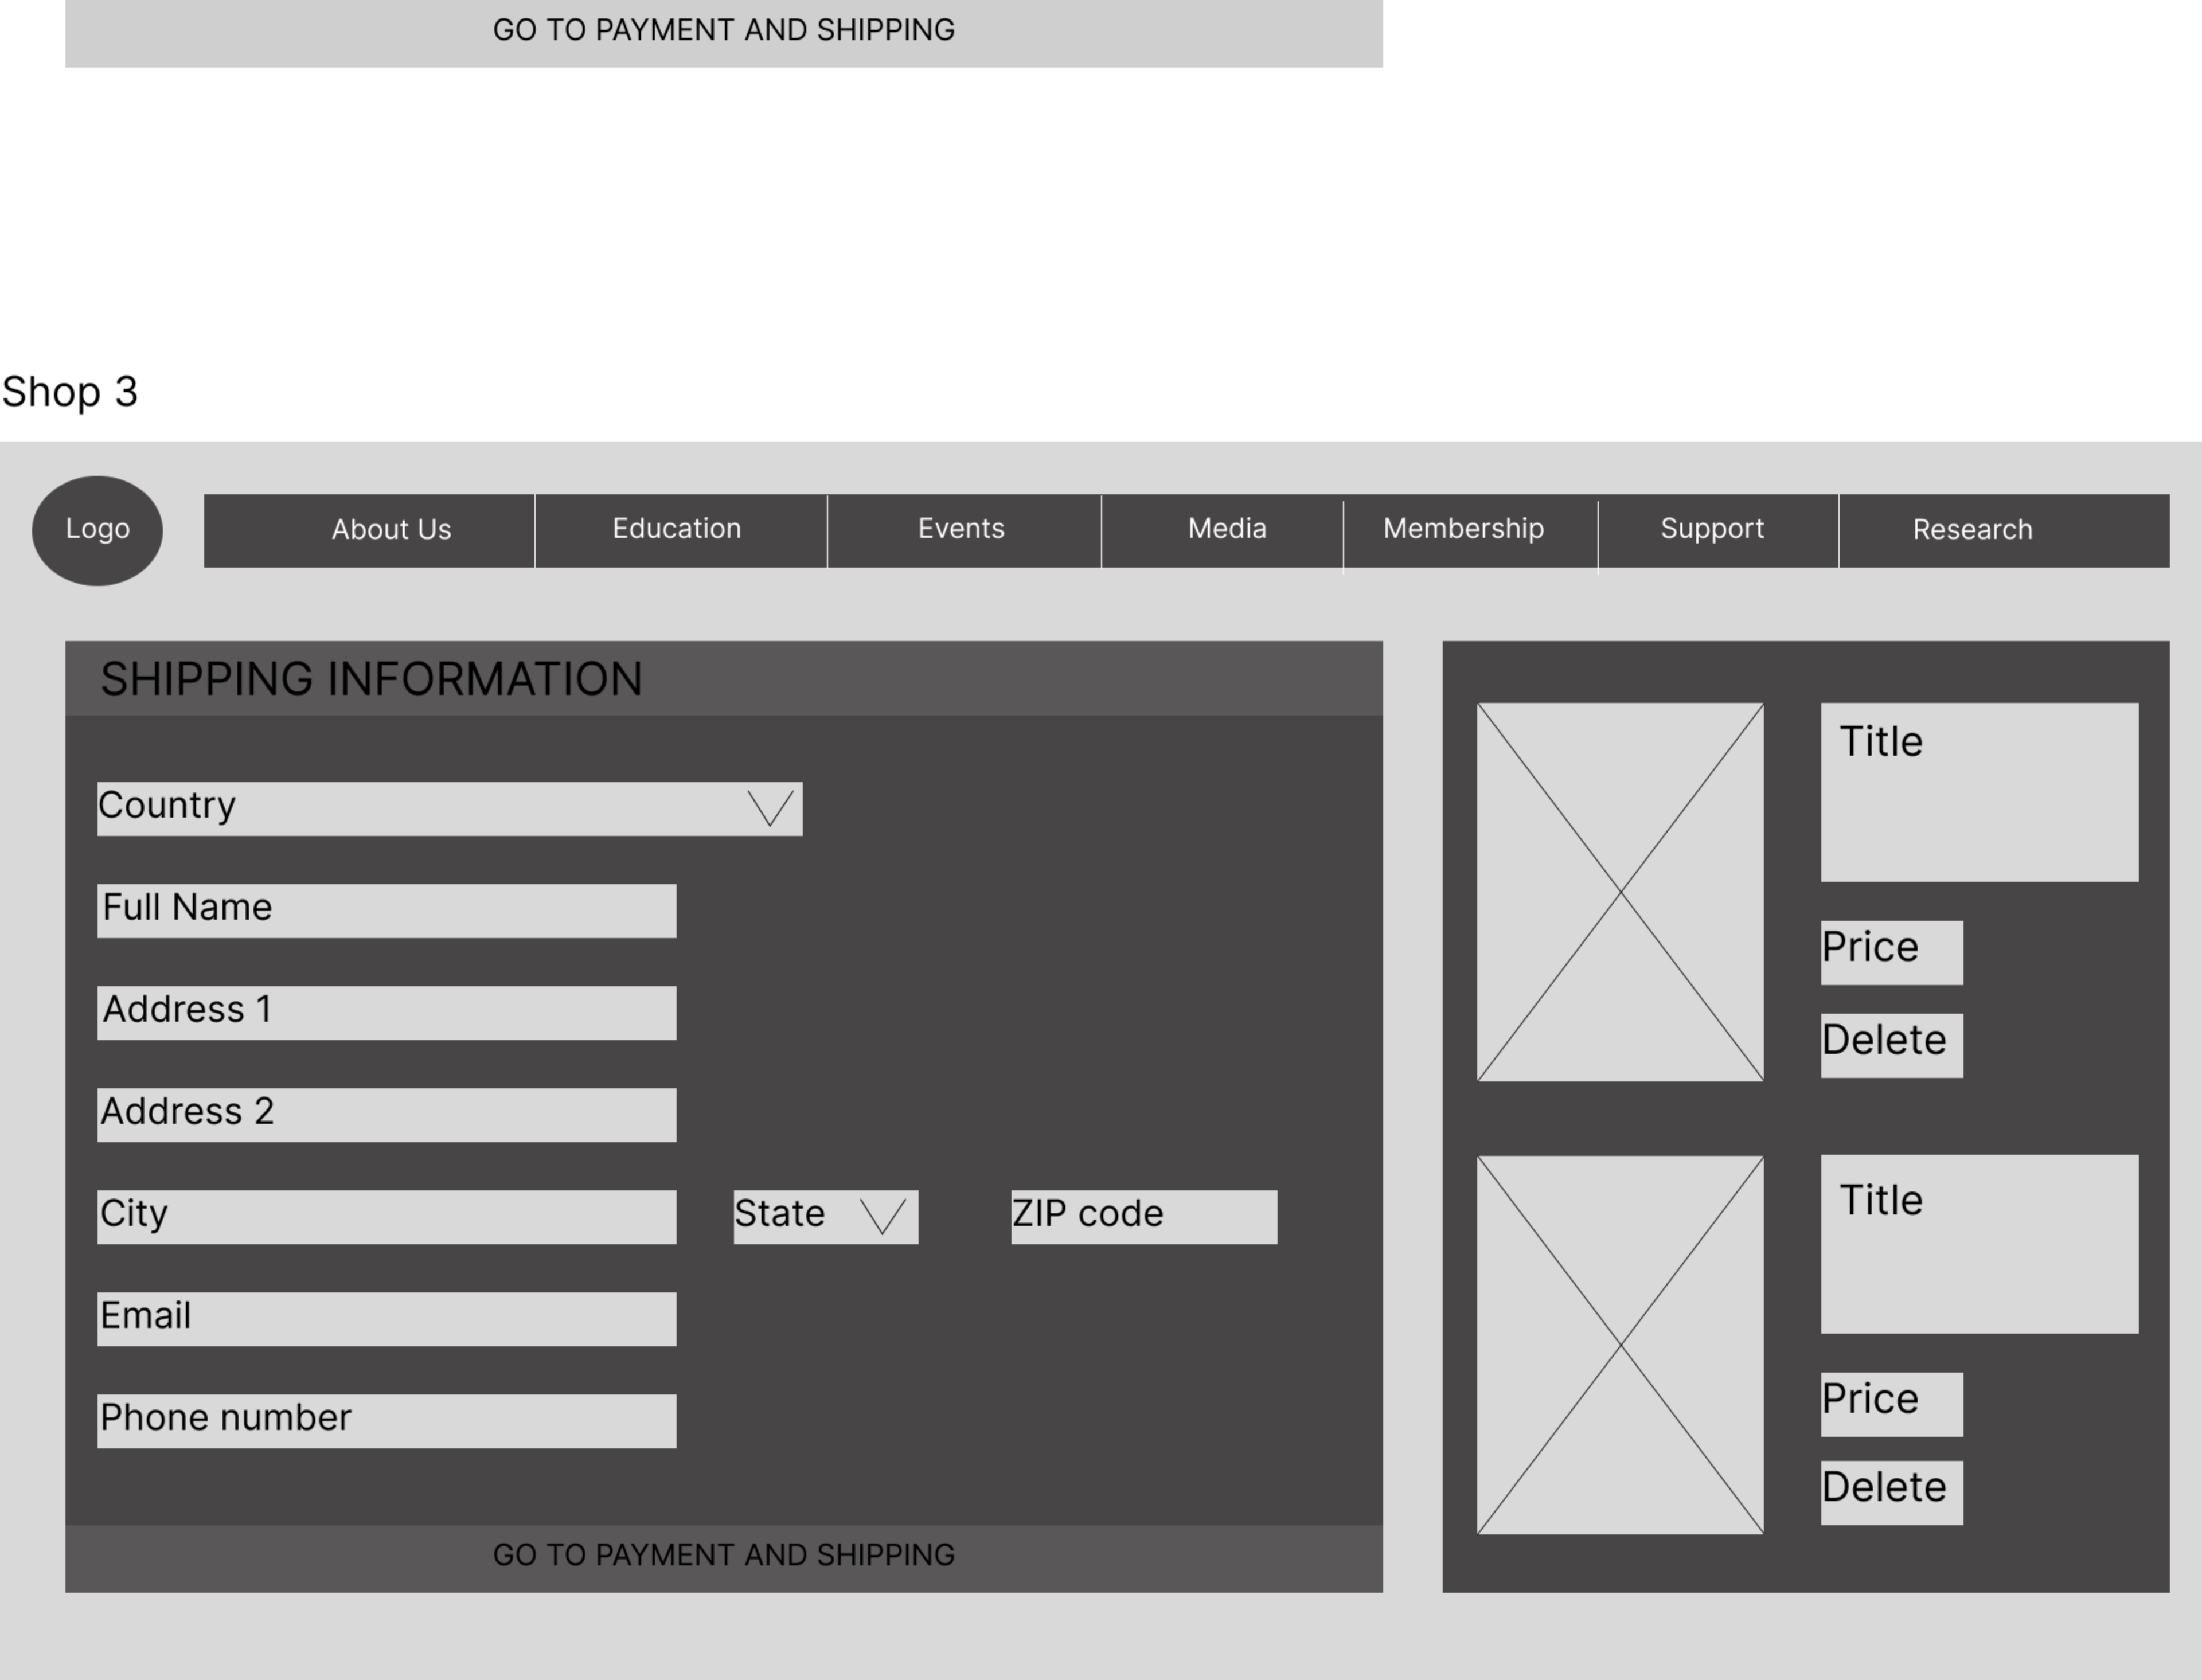 GO TO PAYMENT AND SHIPPING
Shop 3
Logo
About Us
Education
Events
Media
Membership
Support
Research
SHIPPING INFORMATION
Country
Full Name
Address 1
Address 2
City
State
ZIP code
Email
Phone number
GO TO PAYMENT AND SHIPPING
Title
Price
Delete
Title
Price
Delete